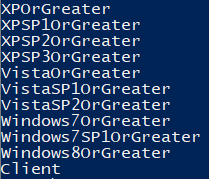 XPOrGreater
XPSP1OrGreater
XPSP2OrGreater
XPSP3OrGreater
VistaOrGreater
VistaSP1OrGreater
VistaSP2OrGreater
Windows7OrGreater
Windows7SP1OrGreater
Windows8OrGreater
Client